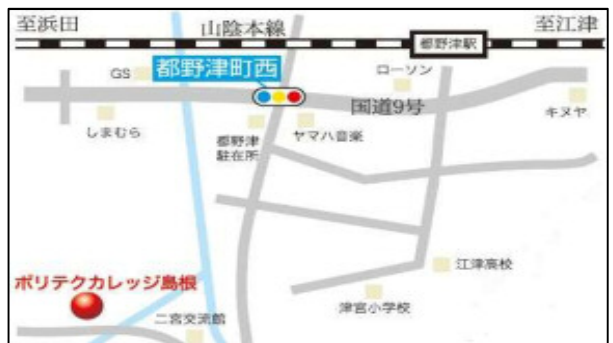 至浜田
山陰本線
至江津
都野津駅
GS
都野津町西
ローソン
国道9号
キヌヤ
しまむら
都野津
駐在所
ヤマハ音楽
江津高校
ポリテクカレッジ島根
津宮小学校
二宮交流館